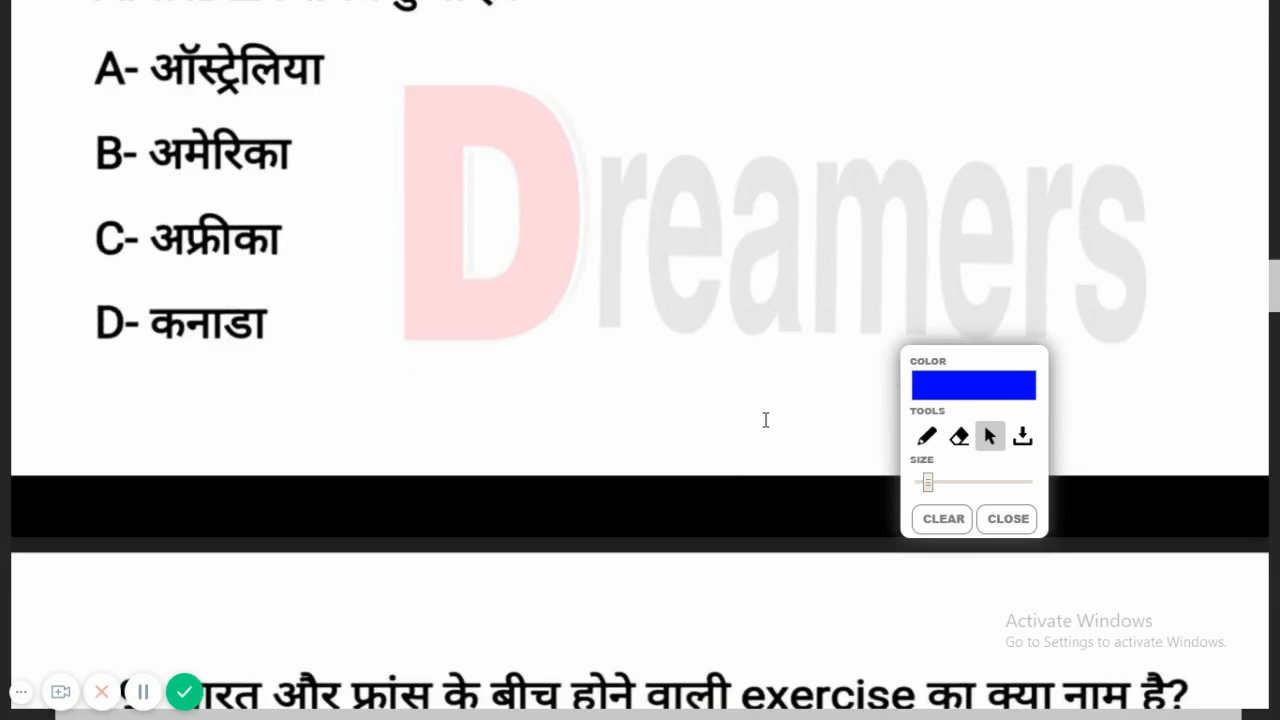 A- ऑस्ट्रेलिया
B- अमेरिका
C- अफ्रीका
D- कनाडा
Dreamers
COLOR
TOOLS
SIZE
CLEAR CLOSE
Activate Windows
Go to Settings to activate Windows.
और फ्रांस के बीच होने वाली exercise का क्या नाम है?